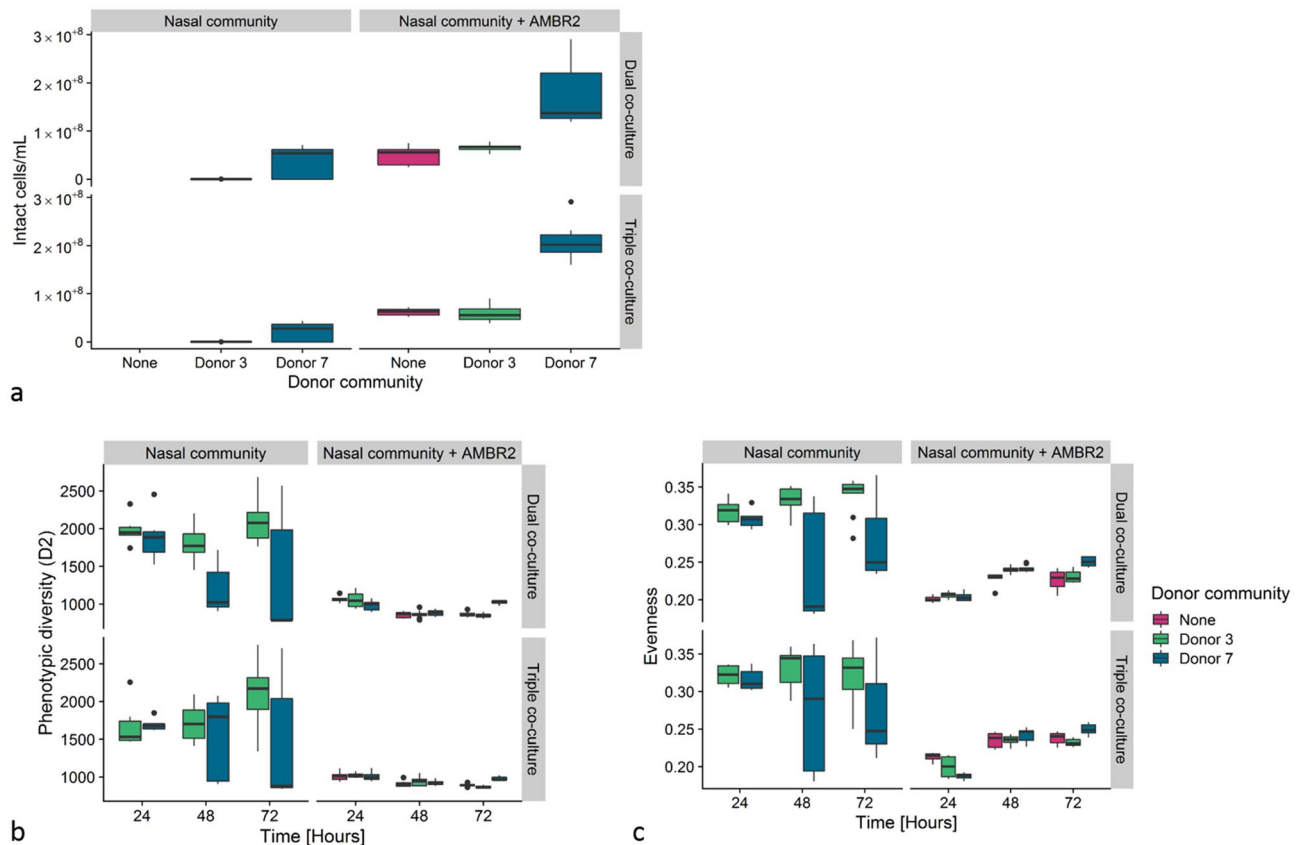 Nasal community
Nasal community + AMBR2
3 × 10⁺⁸
2 × 10⁺⁸
1 × 10⁺⁸
0
Dual co-culture
3 × 10⁺⁸
2 × 10⁺⁸
1 × 10⁺⁸
0
Triple co-culture
Intact cells/mL
None
Donor 3
Donor 7
None
Donor 3
Donor 7
Donor community
a
Nasal community
Nasal community + AMBR2
2500
2000
1500
1000
Dual co-culture
2500
2000
1500
1000
Triple co-culture
Phenotypic diversity (D2)
24
48
72
24
48
72
Time [Hours]
b
Nasal community
Nasal community + AMBR2
0.35
0.30
0.25
0.20
Dual co-culture
0.35
0.30
0.25
0.20
Triple co-culture
Evenness
24
48
72
24
48
72
Time [Hours]
c
Donor community
None
Donor 3
Donor 7